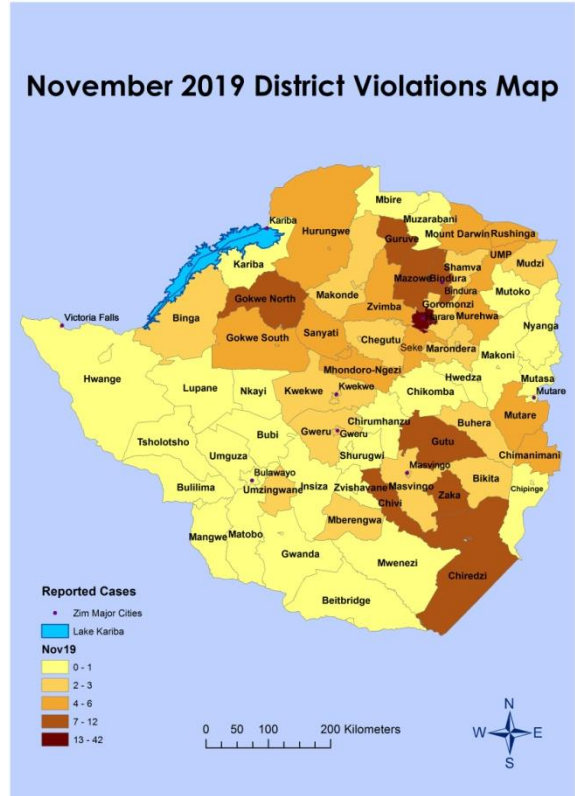 November 2019 District Violations Map
Mbire
Kariba
Muzarabani
Hurungwe
Guruve
Mount Darwin
Rushinga
UMP
Kariba
Shamva
Mudzi
Mazowe
Bindura
Gokwe North
Makonde
Bindura
Mutoko
Binga
Zvimba
Goromonzi
Harare
Murehwa
Victoria Falls
Gokwe South
Sanyati
Chegutu
Nyanga
Seke
Marondera
Makoni
Hwange
Mhondoro-Ngezi
Hwedza
Mutasa
Lupane
Nkayi
Kwekwe
Kwekwe
Chikomba
Mutare
Chirumhanzu
Buhera
Mutare
Tsholotsho
Bubi
Gweru
Gweru
Gutu
Umguza
Shurugwi
Chimanimani
Bulawayo
Masvingo
Bulilima
Umzingwane
Insiza
Zvishavane
Masvingo
Bikita
Chipinge
Chivi
Zaka
Mberengwa
Mangwe
Matobo
Gwanda
Mwenezi
Chiredzi
Beitbridge
Reported Cases
Zim Major Cities
Lake Kariba
Nov19
0 - 1
2 - 3
4 - 6
7 - 12
13 - 42
0 50 100 200 Kilometers
N
W E
S